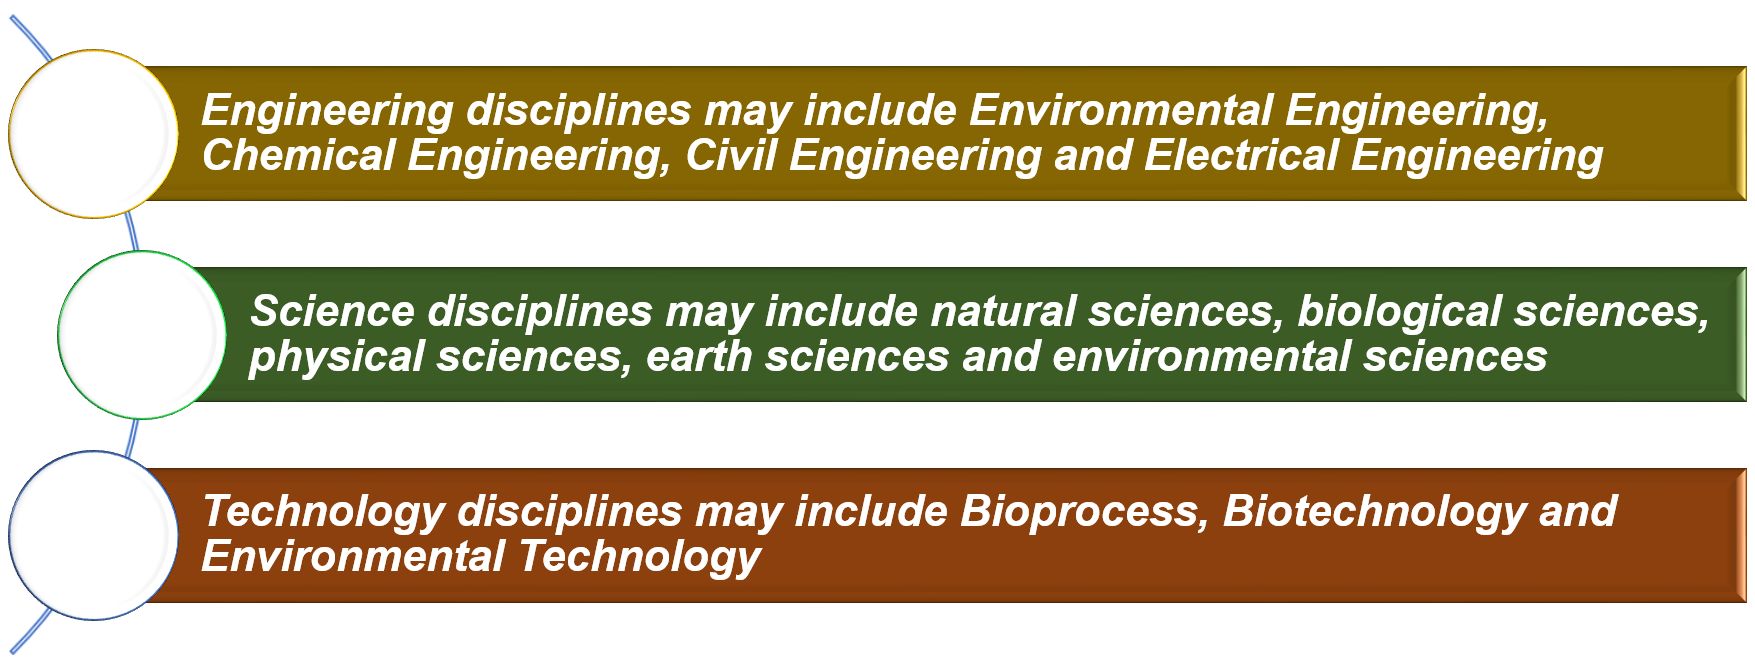 Engineering disciplines may include Environmental Engineering,
Chemical Engineering, Civil Engineering and Electrical Engineering
Science disciplines may include natural sciences, biological sciences,
physical sciences, earth sciences and environmental sciences
Technology disciplines may include Bioprocess, Biotechnology and
Environmental Technology